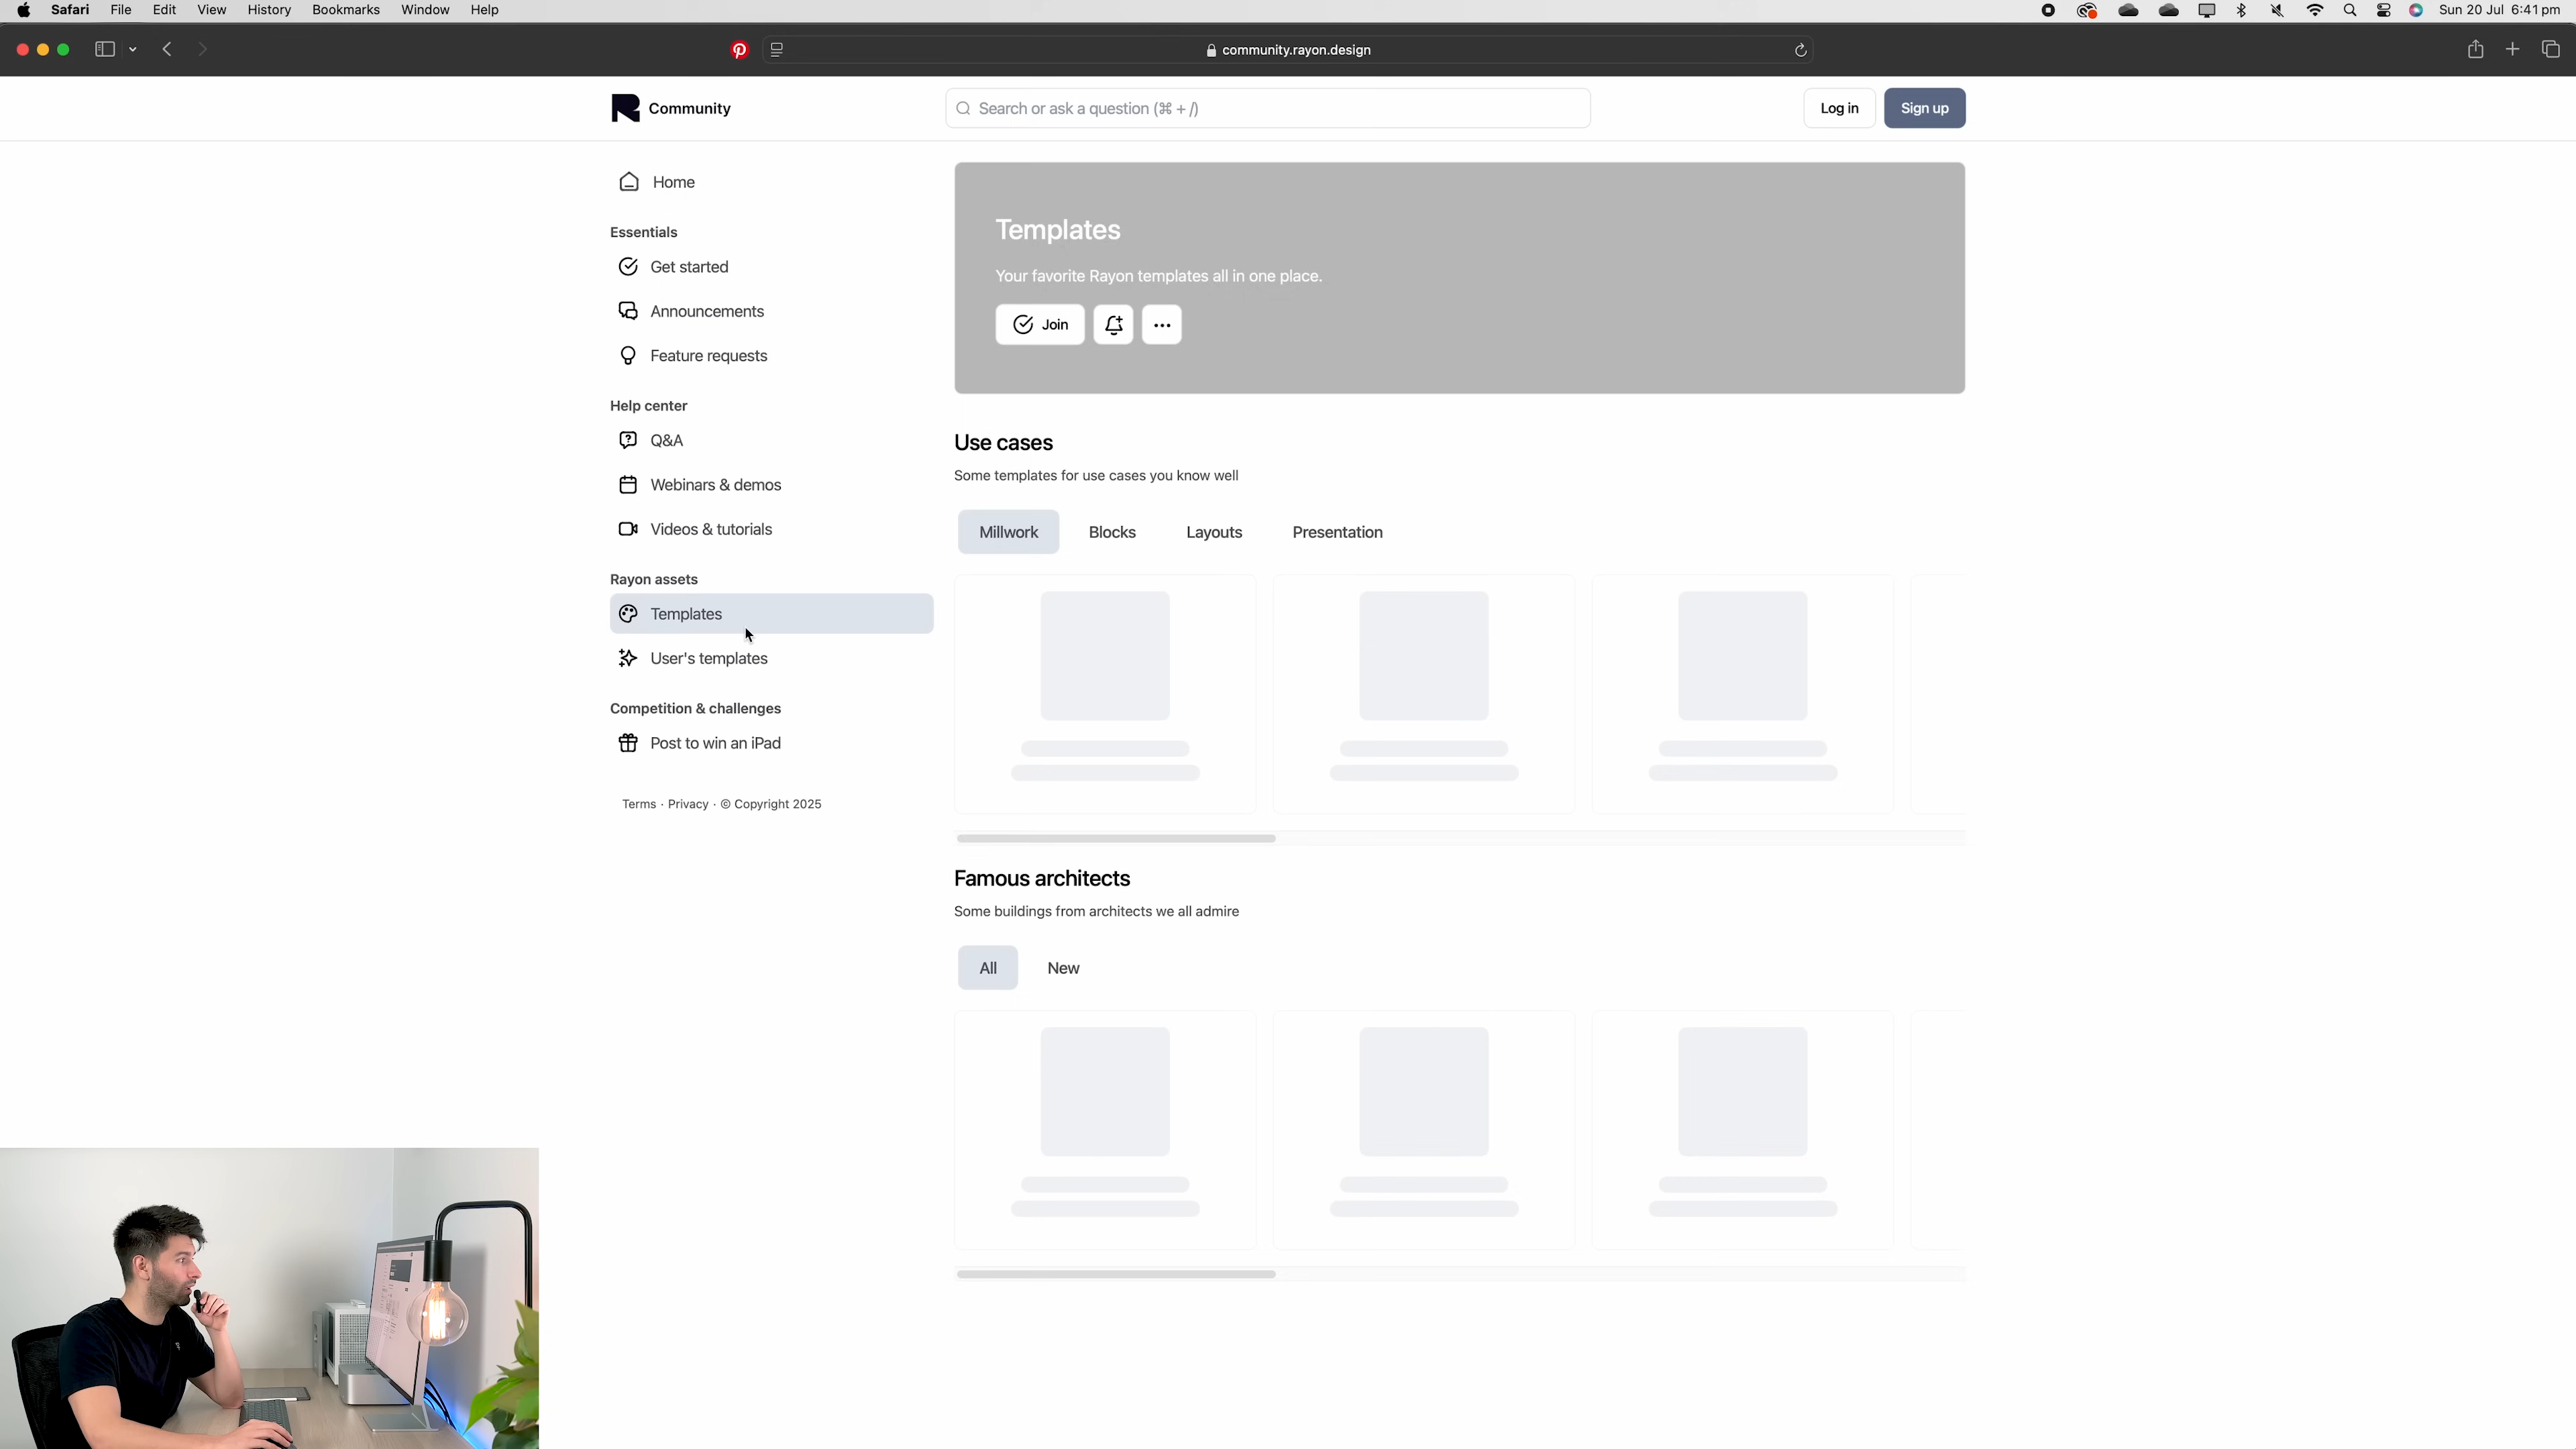 Safari File Edit View History Bookmarks Window Help Sun 20 Jul 6:41 pm
community.rayon.design
Community
Search or ask a question (⌘ + /)
Log in
Sign up
Home
Essentials
Get started
Announcements
Feature requests
Help center
Q&A
Webinars & demos
Videos & tutorials
Rayon assets
Templates
User's templates
Competition & challenges
Post to win an iPad
Terms · Privacy · © Copyright 2025
Templates
Your favorite Rayon templates all in one place.
Join
Use cases
Some templates for use cases you know well
Millwork Blocks Layouts Presentation
Famous architects
Some buildings from architects we all admire
All New